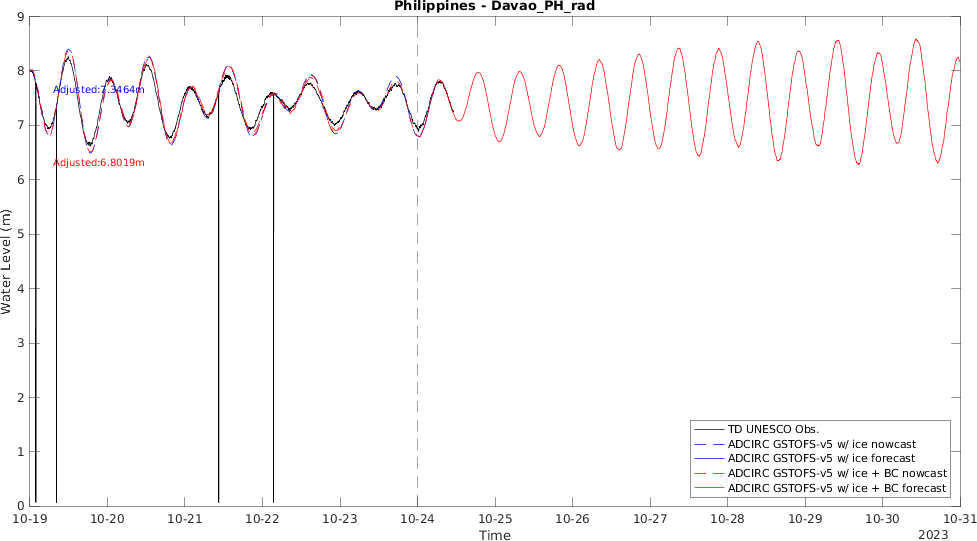 Philippines - Davao_PH_rad
9
8
7
6
5
4
3
2
1
0
Water Level (m)
Adjusted:7.3464m
Adjusted:6.8019m
TD UNESCO Obs.
ADCIRC GSTOFS-v5 w/ ice nowcast
ADCIRC GSTOFS-v5 w/ ice forecast
ADCIRC GSTOFS-v5 w/ ice + BC nowcast
ADCIRC GSTOFS-v5 w/ ice + BC forecast
10-19 10-20 10-21 10-22 10-23 10-24 10-25 10-26 10-27 10-28 10-29 10-30 10-31
Time
2023